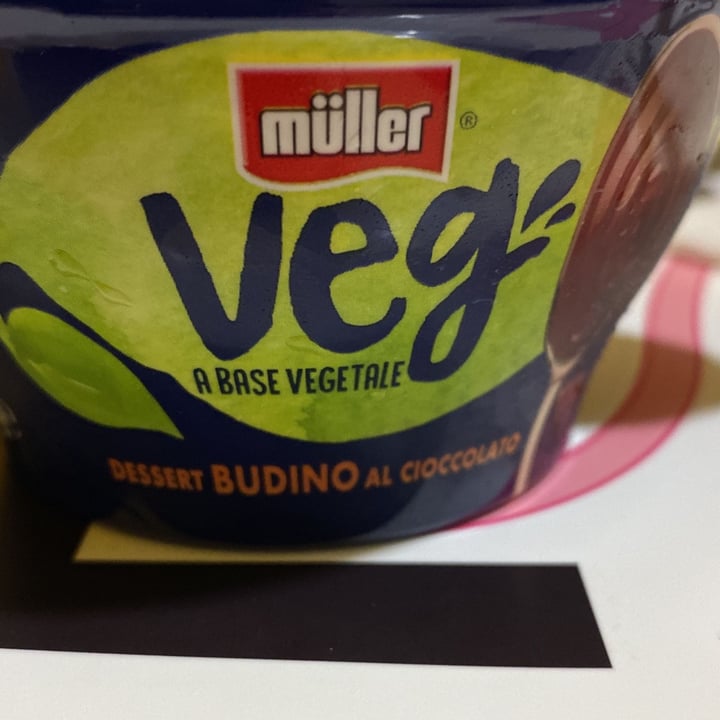 müller ®
veg
A BASE VEGETALE
DESSERT BUDINO AL CIOCCOLATO